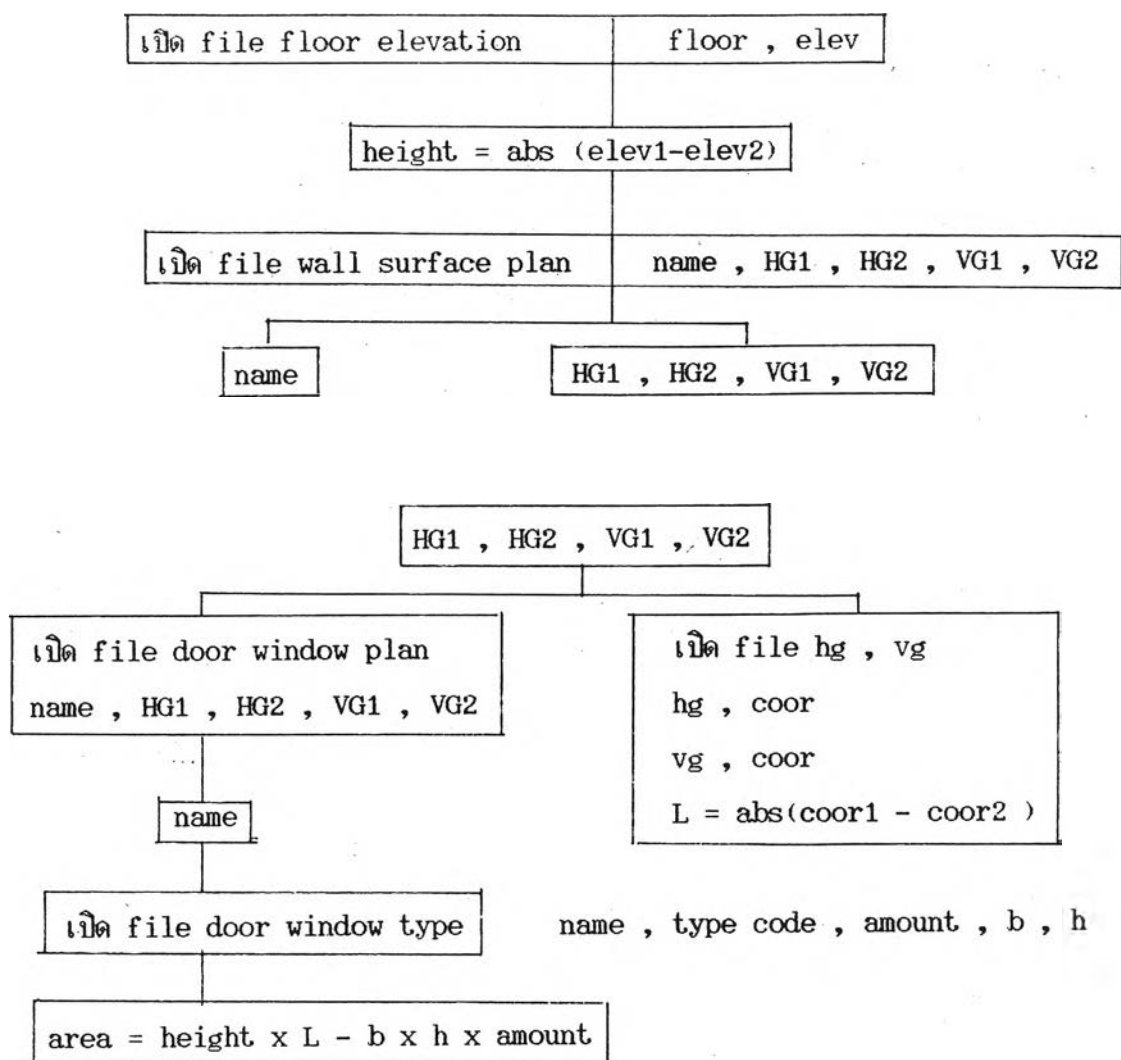 เปิด file floor elevation floor , elev
height = abs (elev1-elev2)
เปิด file wall surface plan name , HG1 , HG2 , VG1 , VG2
name HG1 , HG2 , VG1 , VG2
HG1 , HG2 , VG1 , VG2
เปิด file door window plan
name , HG1 , HG2 , VG1 , VG2
เปิด file hg , vg
hg , coor
vg , coor
L = abs(coor1 - coor2 )
name
เปิด file door window type name , type code , amount , b , h
area = height x L - b x h x amount